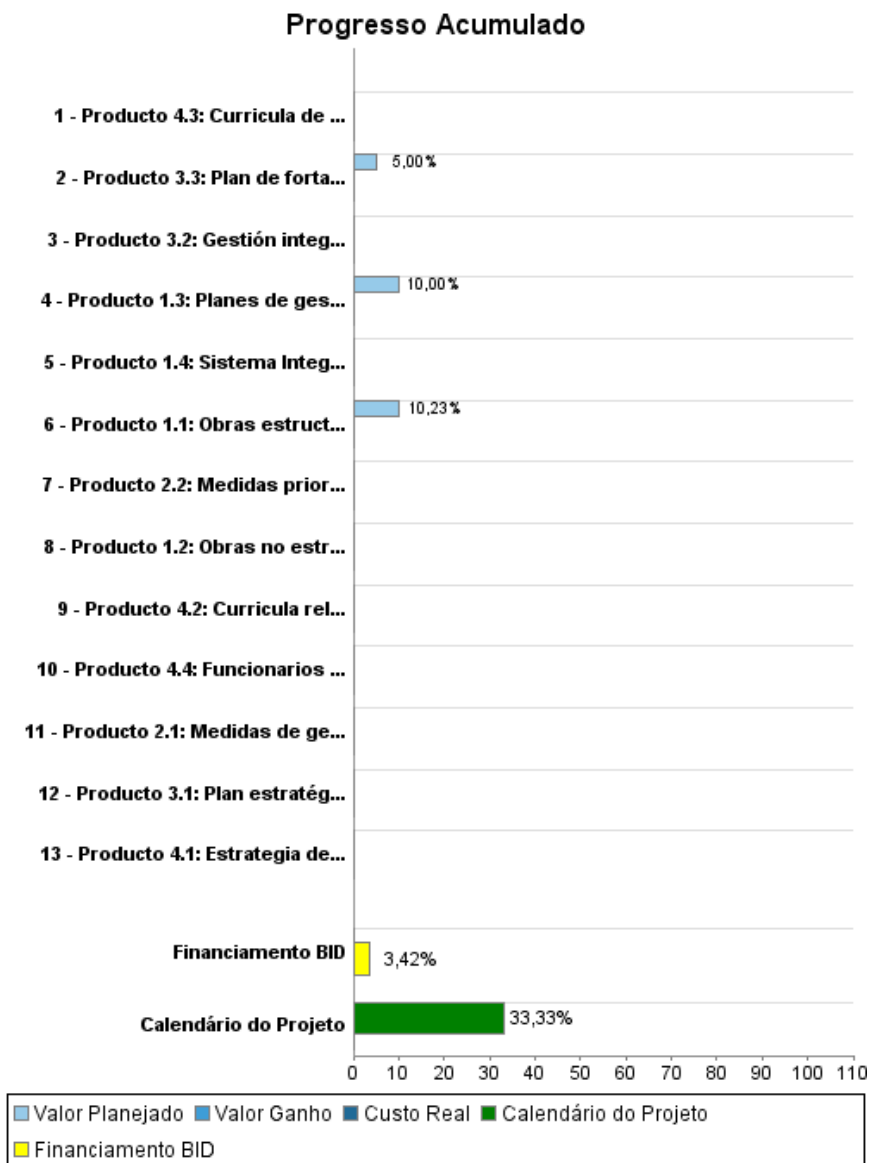 Progresso Acumulado
1 - Producto 4.3: Curricula de ...
2 - Producto 3.3: Plan de forta...
5,00%
3 - Producto 3.2: Gestión integ...
4 - Producto 1.3: Planes de ges...
10,00%
5 - Producto 1.4: Sistema Integ...
6 - Producto 1.1: Obras estruct...
10,23%
7 - Producto 2.2: Medidas prior...
8 - Producto 1.2: Obras no estr...
9 - Producto 4.2: Curricula rel...
10 - Producto 4.4: Funcionarios ...
11 - Producto 2.1: Medidas de ge...
12 - Producto 3.1: Plan estratég...
13 - Producto 4.1: Estrategia de...
Financiamento BID
3,42%
Calendário do Projeto
33,33%
0 10 20 30 40 50 60 70 80 90 100 110
Valor Planejado Valor Ganho Custo Real Calendário do Projeto
Financiamento BID